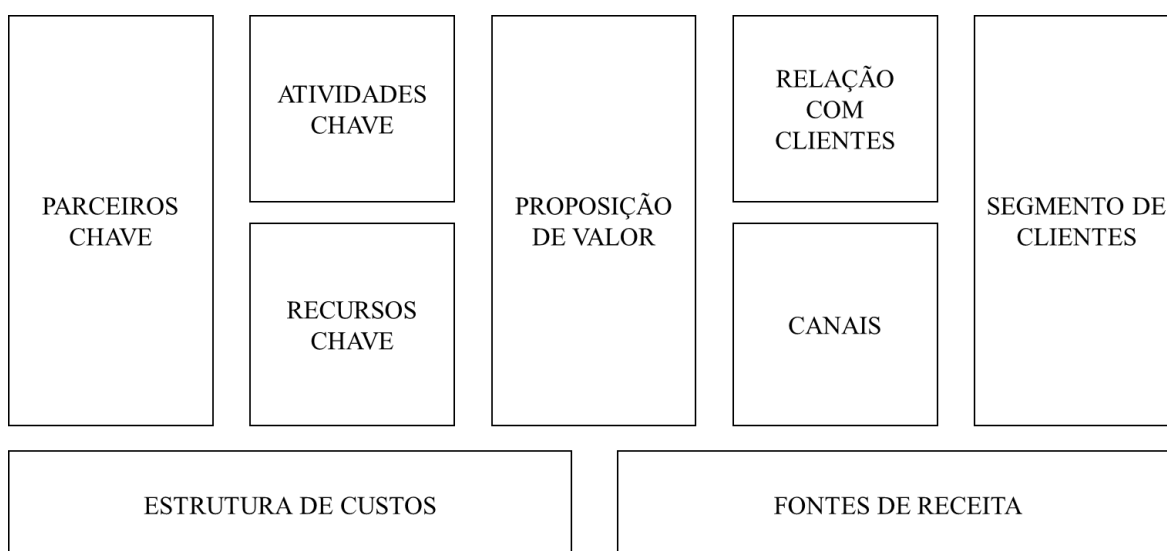 PARCEIROS
CHAVE
ATIVIDADES
CHAVE
RECURSOS
CHAVE
PROPOSIÇÃO
DE VALOR
RELAÇÃO
COM
CLIENTES
CANAIS
SEGMENTO DE
CLIENTES
ESTRUTURA DE CUSTOS
FONTES DE RECEITA